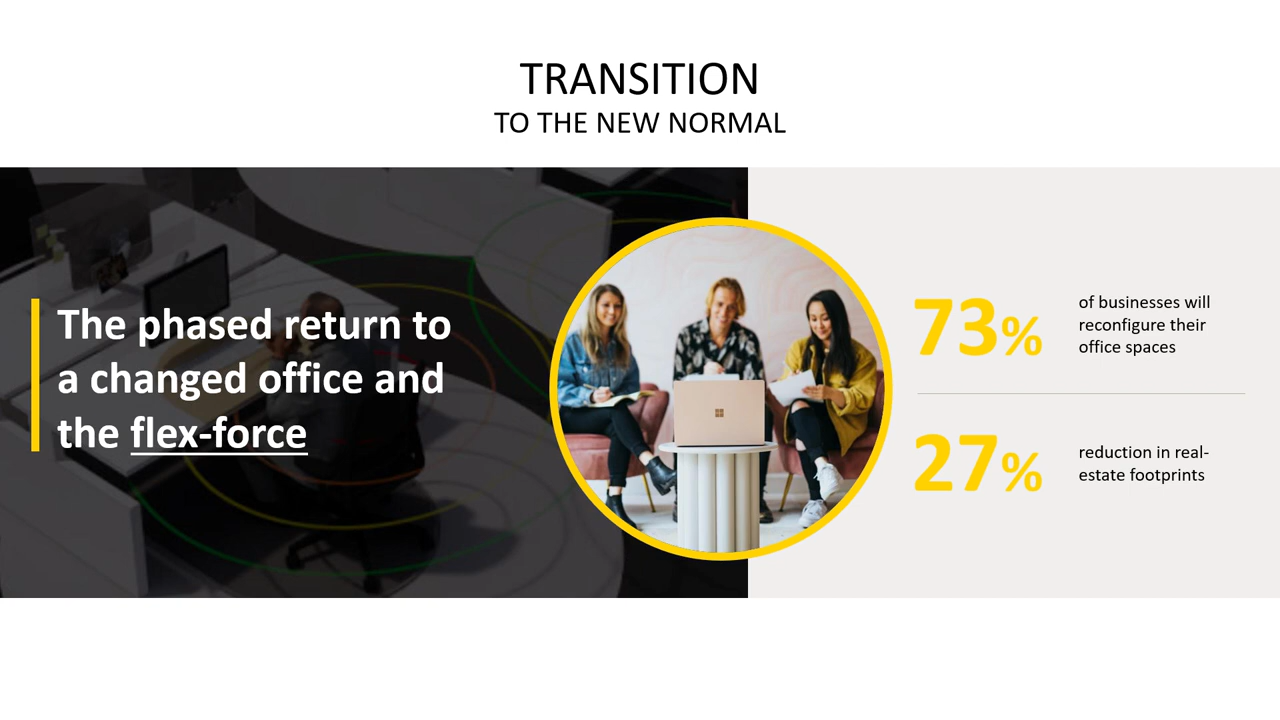 TRANSITION
TO THE NEW NORMAL
The phased return to
a changed office and
the flex-force
73%
of businesses will
reconfigure their
office spaces
27%
reduction in real-
estate footprints